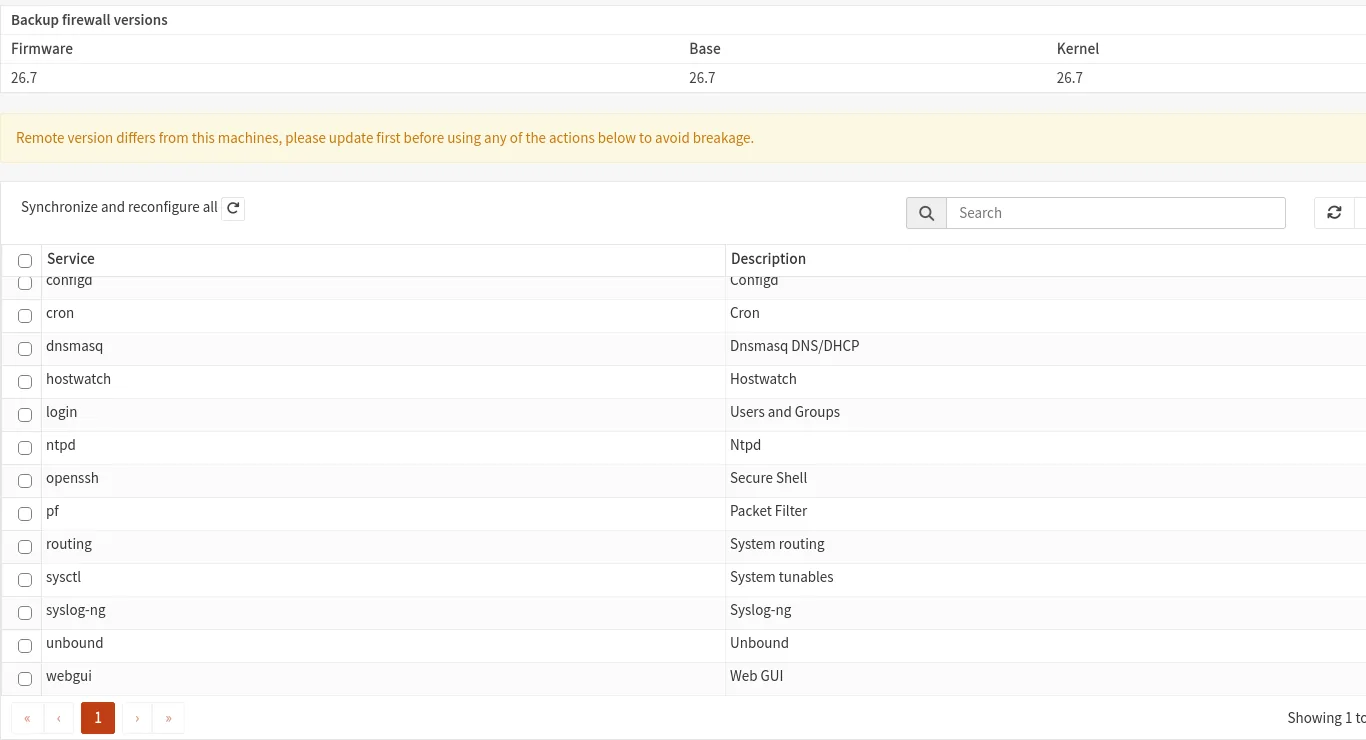 Backup firewall versions
Firmware Base Kernel
26.7 26.7 26.7
Remote version differs from this machines, please update first before using any of the actions below to avoid breakage.
Synchronize and reconfigure all
Search
Service Description
configd Configd
cron Cron
dnsmasq Dnsmasq DNS/DHCP
hostwatch Hostwatch
login Users and Groups
ntpd Ntpd
openssh Secure Shell
pf Packet Filter
routing System routing
sysctl System tunables
syslog-ng Syslog-ng
unbound Unbound
webgui Web GUI
« ‹ 1 › » Showing 1 to